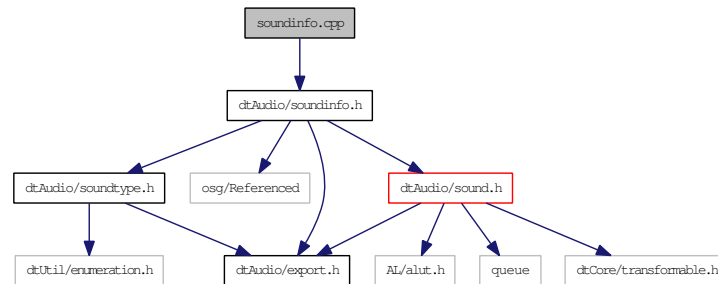 soundinfo.cpp
dtAudio/soundinfo.h
dtAudio/soundtype.h
osg/Referenced
dtAudio/sound.h
dtUtil/enumeration.h
dtAudio/export.h
AL/alut.h
queue
dtCore/transformable.h